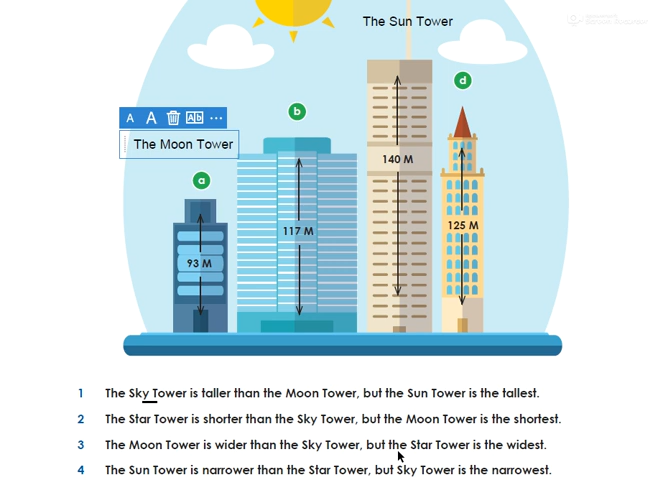 The Sun Tower
d
b
A A Ab ...
The Moon Tower
140 M
a
125 M
117 M
93 M
1 The Sky Tower is taller than the Moon Tower, but the Sun Tower is the tallest.
2 The Star Tower is shorter than the Sky Tower, but the Moon Tower is the shortest.
3 The Moon Tower is wider than the Sky Tower, but the Star Tower is the widest.
4 The Sun Tower is narrower than the Star Tower, but Sky Tower is the narrowest.